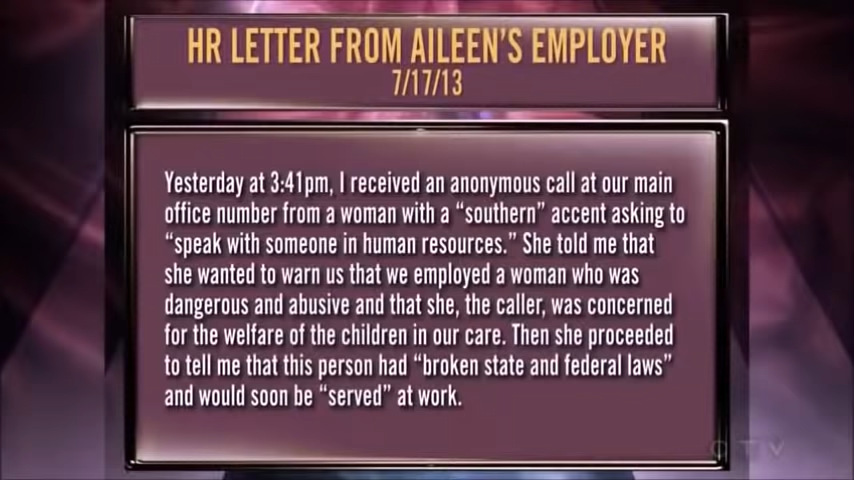 HR LETTER FROM AILEEN'S EMPLOYER
7/17/13
Yesterday at 3:41pm, I received an anonymous call at our main
office number from a woman with a “southern” accent asking to
“speak with someone in human resources.” She told me that
she wanted to warn us that we employed a woman who was
dangerous and abusive and that she, the caller, was concerned
for the welfare of the children in our care. Then she proceeded
to tell me that this person had “broken state and federal laws”
and would soon be “served” at work.